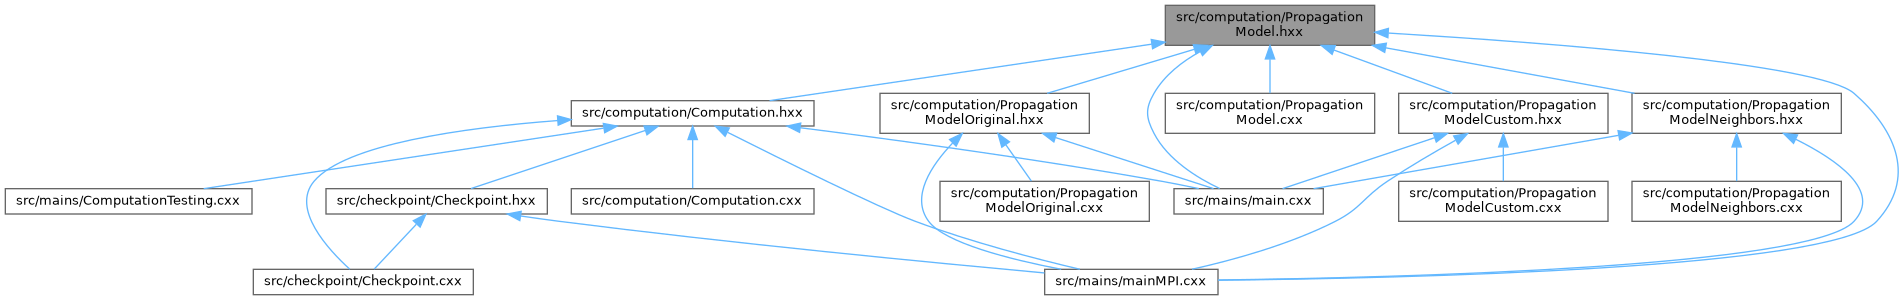 src/computation/Propagation
Model.hxx
src/computation/Computation.hxx
src/computation/Propagation
ModelOriginal.hxx
src/computation/Propagation
Model.cxx
src/computation/Propagation
ModelCustom.hxx
src/computation/Propagation
ModelNeighbors.hxx
src/mains/ComputationTesting.cxx
src/checkpoint/Checkpoint.hxx
src/computation/Computation.cxx
src/computation/Propagation
ModelOriginal.cxx
src/mains/main.cxx
src/computation/Propagation
ModelCustom.cxx
src/computation/Propagation
ModelNeighbors.cxx
src/checkpoint/Checkpoint.cxx
src/mains/mainMPI.cxx